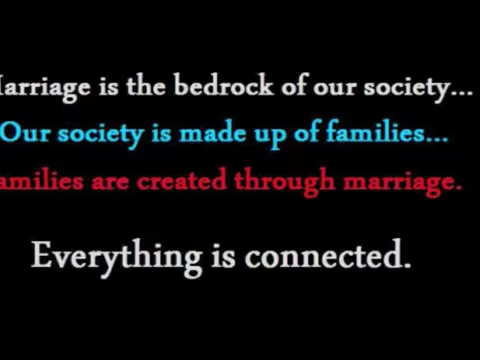 Marriage is the bedrock of our society...
Our society is made up of families...
Families are created through marriage.
Everything is connected.